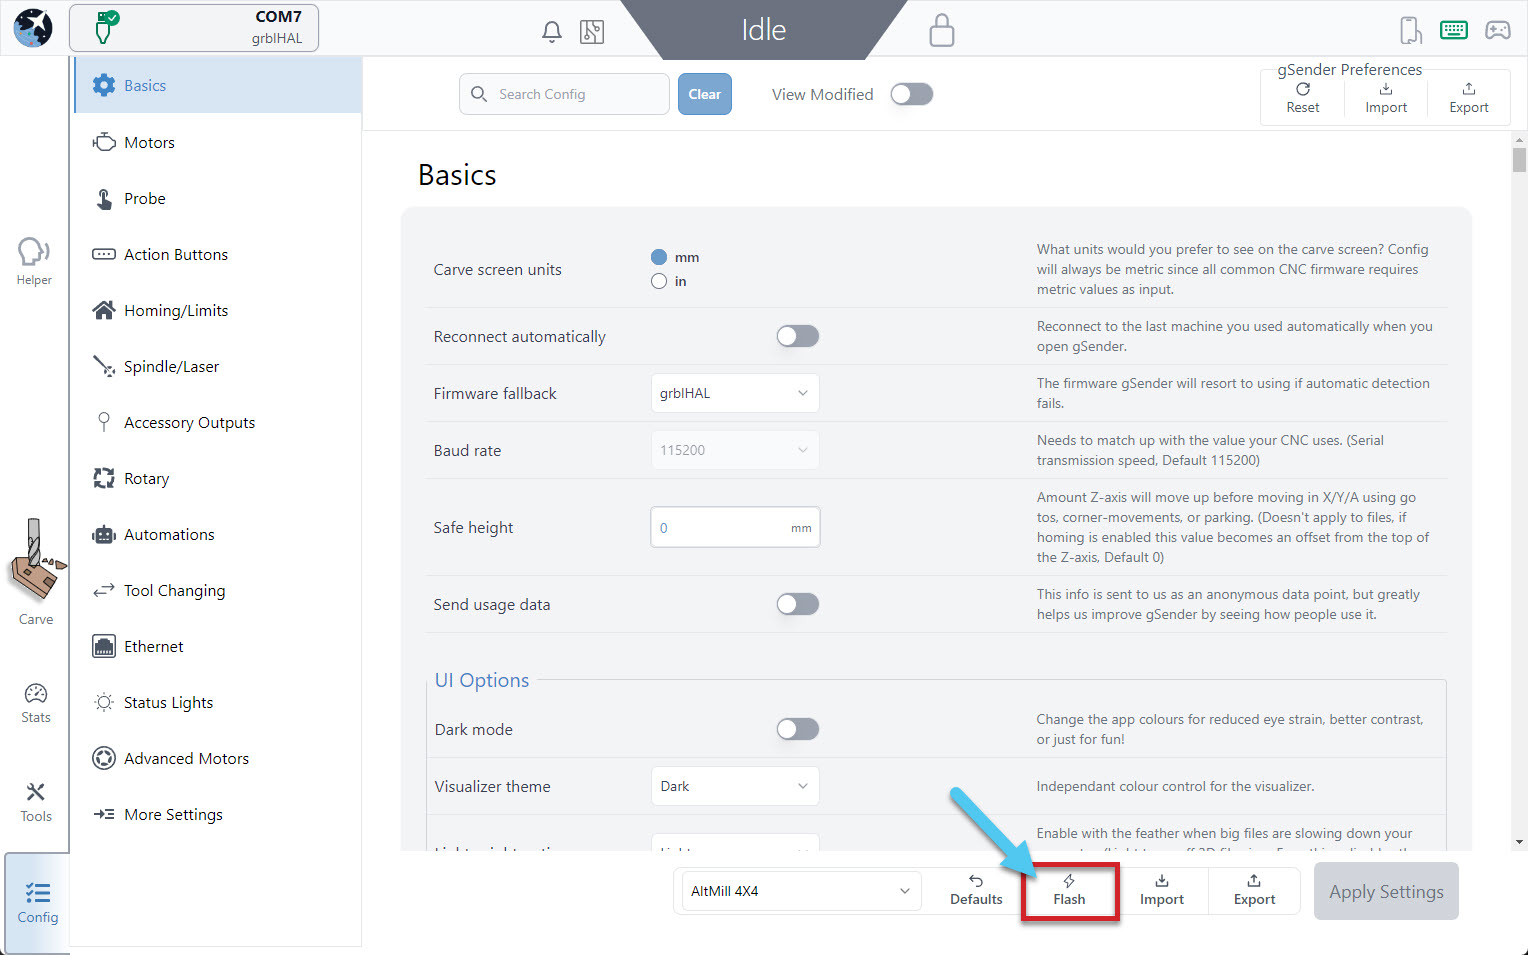 COM7
grblHAL
Idle
Basics
Motors
Probe
Action Buttons
Homing/Limits
Spindle/Laser
Accessory Outputs
Rotary
Automations
Tool Changing
Ethernet
Status Lights
Advanced Motors
More Settings
Helper
Carve
Stats
Tools
Config
Search Config
Clear
View Modified
gSender Preferences
Reset
Import
Export
Basics
Carve screen units
mm
in
What units would you prefer to see on the carve screen? Config
will always be metric since all common CNC firmware requires
metric values as input.
Reconnect automatically
Reconnect to the last machine you used automatically when you
open gSender.
Firmware fallback
grblHAL
The firmware gSender will resort to using if automatic detection
fails.
Baud rate
115200
Needs to match up with the value your CNC uses. (Serial
transmission speed, Default 115200)
Safe height
0 mm
Amount Z-axis will move up before moving in X/Y/A using go
tos, corner-movements, or parking. (Doesn't apply to files, if
homing is enabled this value becomes an offset from the top of
the Z-axis, Default 0)
Send usage data
This info is sent to us as an anonymous data point, but greatly
helps us improve gSender by seeing how people use it.
UI Options
Dark mode
Change the app colours for reduced eye strain, better contrast,
or just for fun!
Visualizer theme
Dark
Independant colour control for the visualizer.
Enable with the feather when big files are slowing down your
AltMill 4X4
Defaults
Flash
Import
Export
Apply Settings